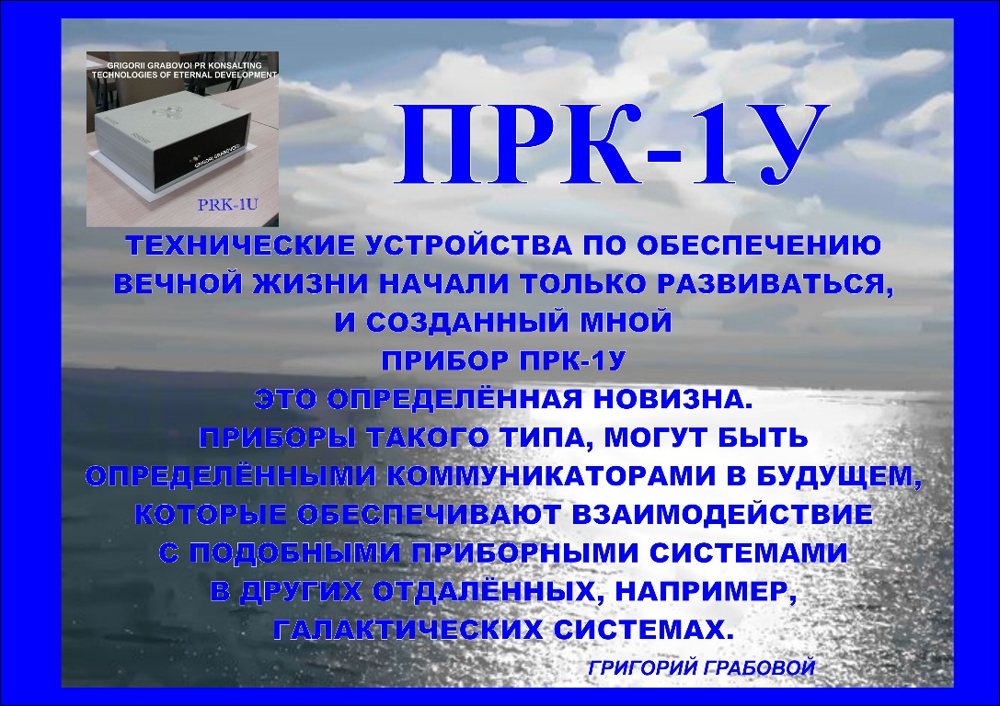 GRIGORII GRABOVOI PR KONSALTING
TECHNOLOGIES OF ETERNAL DEVELOPMENT
GRIGORI GRABOVOI
PRK-1U
ПРК-1У
ТЕХНИЧЕСКИЕ УСТРОЙСТВА ПО ОБЕСПЕЧЕНИЮ
ВЕЧНОЙ ЖИЗНИ НАЧАЛИ ТОЛЬКО РАЗВИВАТЬСЯ,
И СОЗДАННЫЙ МНОЙ
ПРИБОР ПРК-1У
ЭТО ОПРЕДЕЛЁННАЯ НОВИЗНА.
ПРИБОРЫ ТАКОГО ТИПА, МОГУТ БЫТЬ
ОПРЕДЕЛЁННЫМИ КОММУНИКАТОРАМИ В БУДУЩЕМ,
КОТОРЫЕ ОБЕСПЕЧИВАЮТ ВЗАИМОДЕЙСТВИЕ
С ПОДОБНЫМИ ПРИБОРНЫМИ СИСТЕМАМИ
В ДРУГИХ ОТДАЛЁННЫХ, НАПРИМЕР,
ГАЛАКТИЧЕСКИХ СИСТЕМАХ.
ГРИГОРИЙ ГРАБОВОЙ